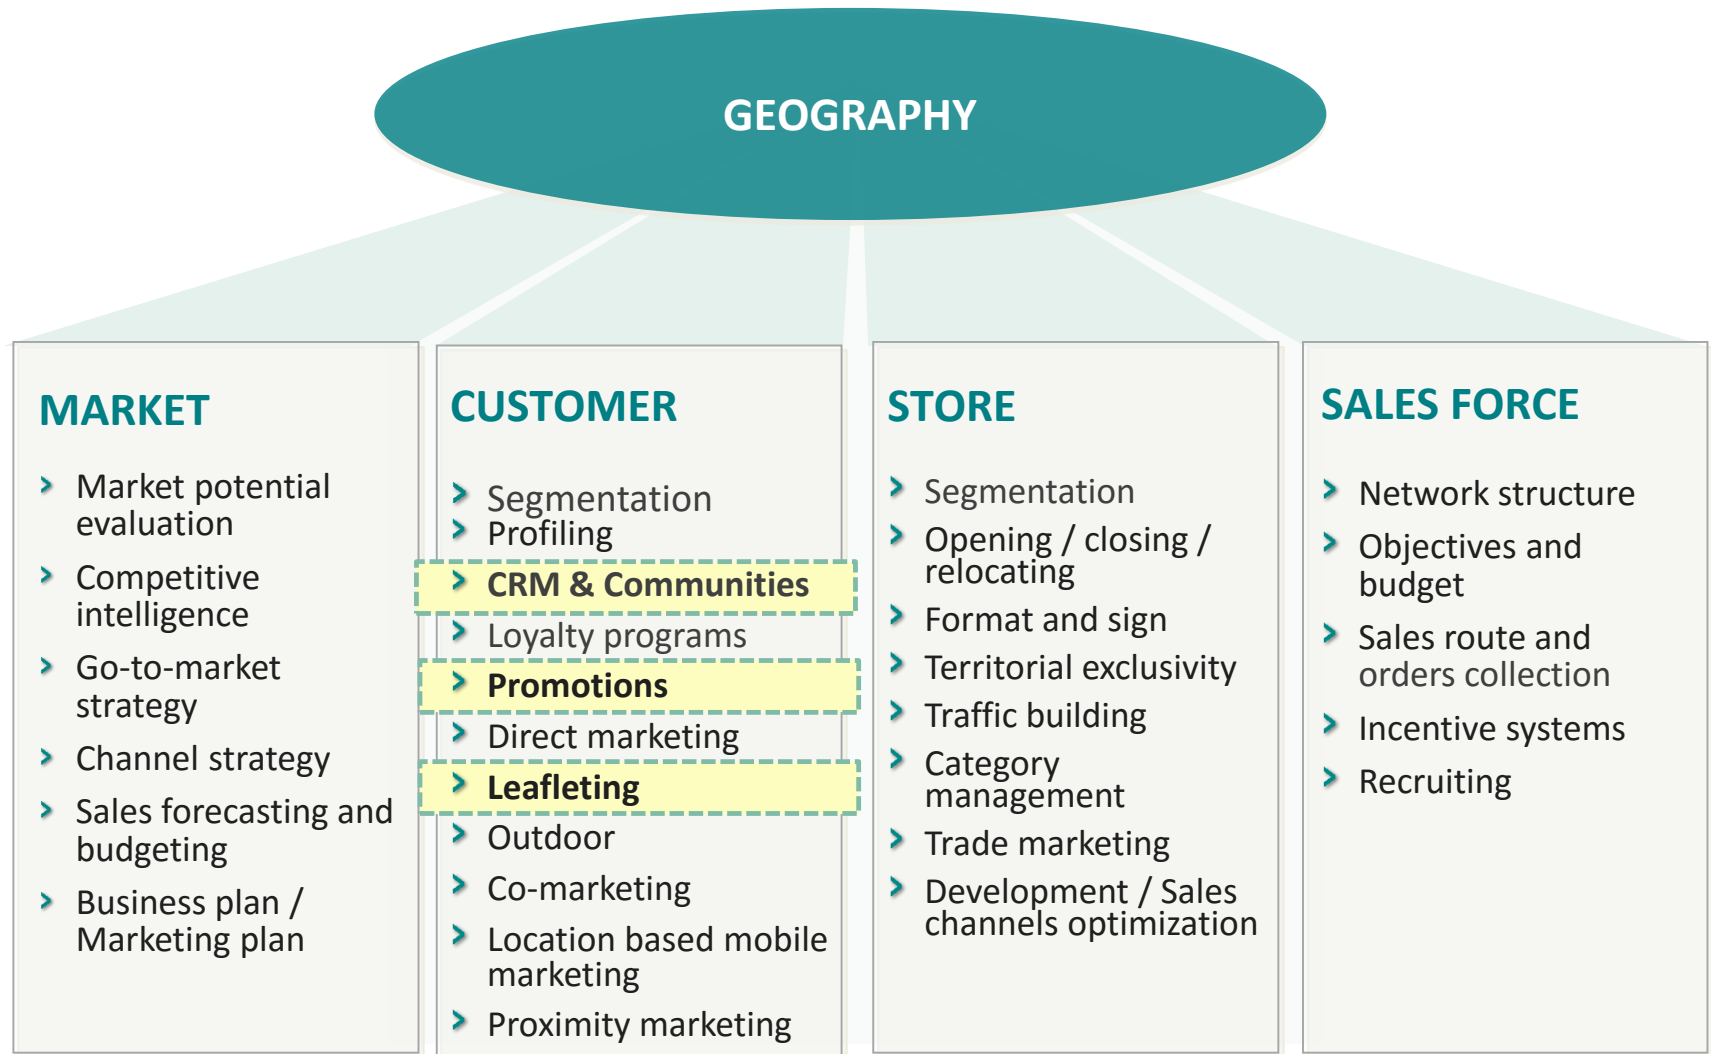 GEOGRAPHY
MARKET
> Market potential
evaluation
> Competitive
intelligence
> Go-to-market
strategy
> Channel strategy
> Sales forecasting and
budgeting
> Business plan /
Marketing plan
CUSTOMER
> Segmentation
> Profiling
> CRM & Communities
> Loyalty programs
> Promotions
> Direct marketing
> Leafleting
> Outdoor
> Co-marketing
> Location based mobile
marketing
> Proximity marketing
STORE
> Segmentation
> Opening / closing /
relocating
> Format and sign
> Territorial exclusivity
> Traffic building
> Category
management
> Trade marketing
> Development / Sales
channels optimization
SALES FORCE
> Network structure
> Objectives and
budget
> Sales route and
orders collection
> Incentive systems
> Recruiting